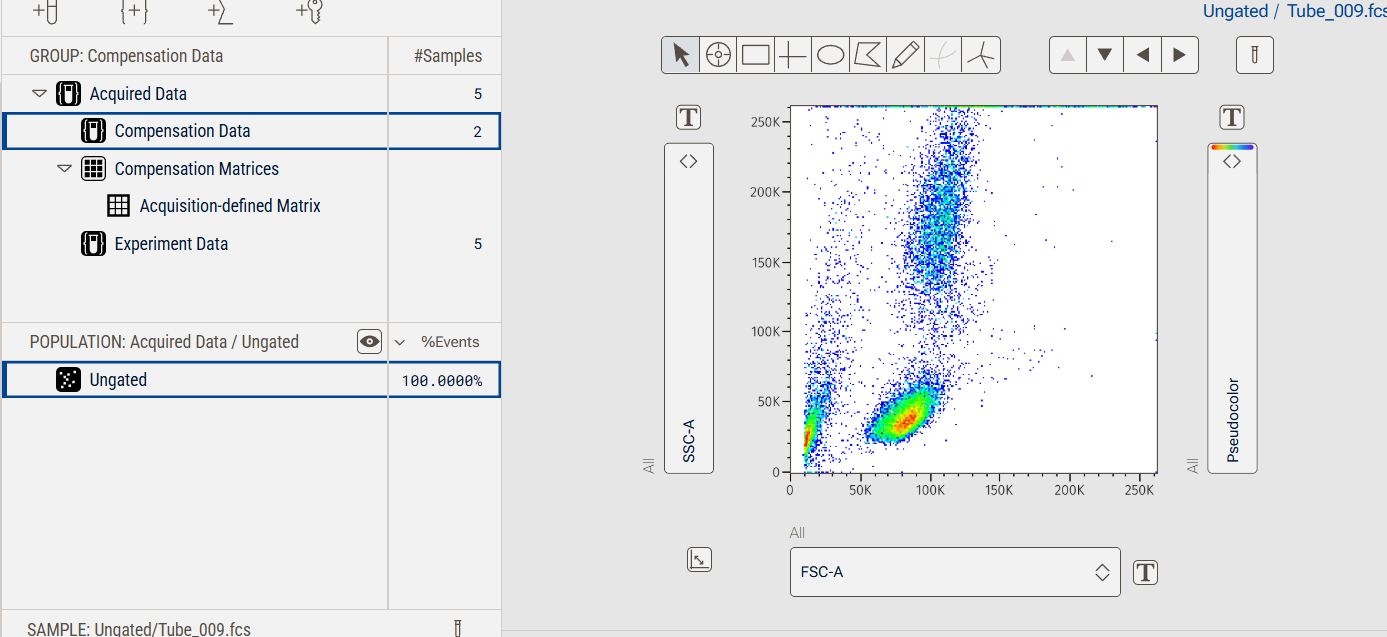 Ungated / Tube_009.fcs
GROUP: Compensation Data #Samples
Acquired Data 5
Compensation Data 2
Compensation Matrices
Acquisition-defined Matrix
Experiment Data 5
POPULATION: Acquired Data / Ungated %Events
Ungated 100.0000%
SAMPLE: Ungated/Tube_009.fcs
T
T
250K
200K
150K
100K
50K
0
0 50K 100K 150K 200K 250K
All
SSC-A
All
Pseudocolor
All
FSC-A
T